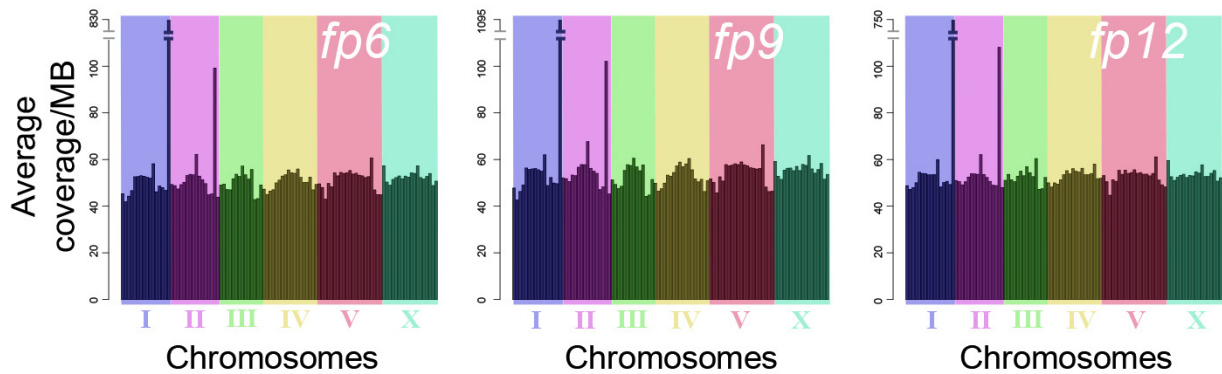 Average
coverage/MB
830
100
80
60
40
20
0
fp6
I II III IV V X
Chromosomes
1095
100
80
60
40
20
0
fp9
I II III IV V X
Chromosomes
750
100
80
60
40
20
0
fp12
I II III IV V X
Chromosomes